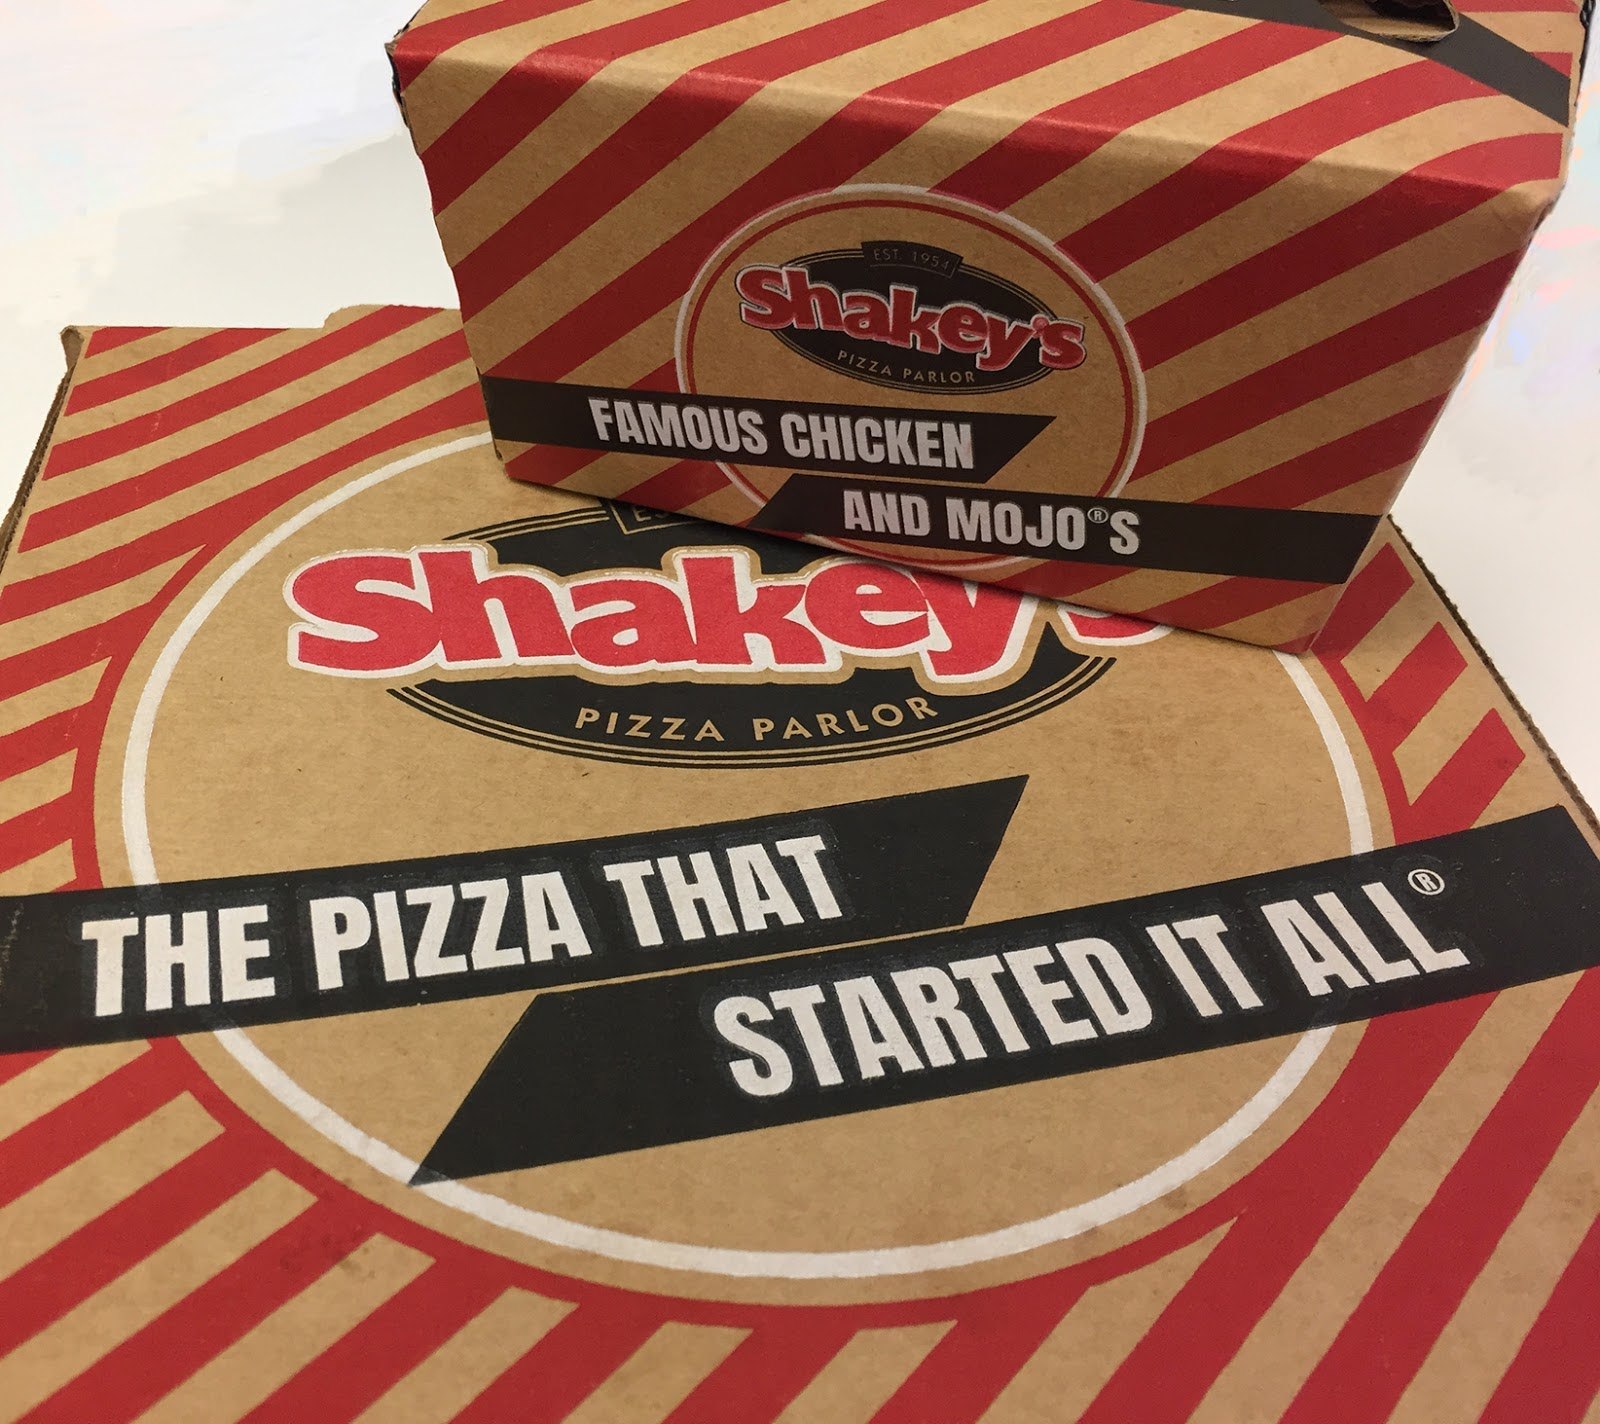 EST. 1954
Shakey's
PIZZA PARLOR
FAMOUS CHICKEN
AND MOJO®'S
Shakey's
PIZZA PARLOR
THE PIZZA THAT
STARTED IT ALL®